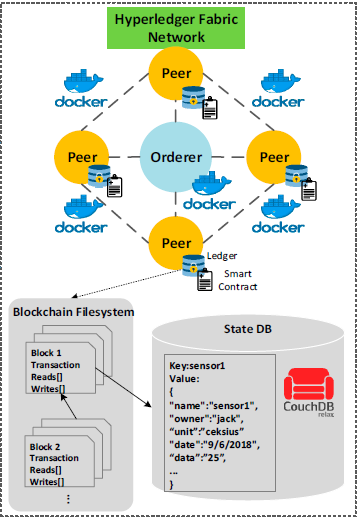 Hyperledger Fabric
Network
Peer
docker
docker
Peer
Orderer
Peer
docker
docker
docker
Peer
Ledger
Smart
Contract
Blockchain Filesystem
Block 1
Transaction
Reads[]
Writes[]
Block 2
Transaction
Reads[]
Writes[]
⋮
State DB
Key:sensor1
Value:
{
"name":"sensor1",
"owner":"jack",
"unit":"ceksius"
"date":"9/6/2018",
"data":"25",
...
}
CouchDB
relax